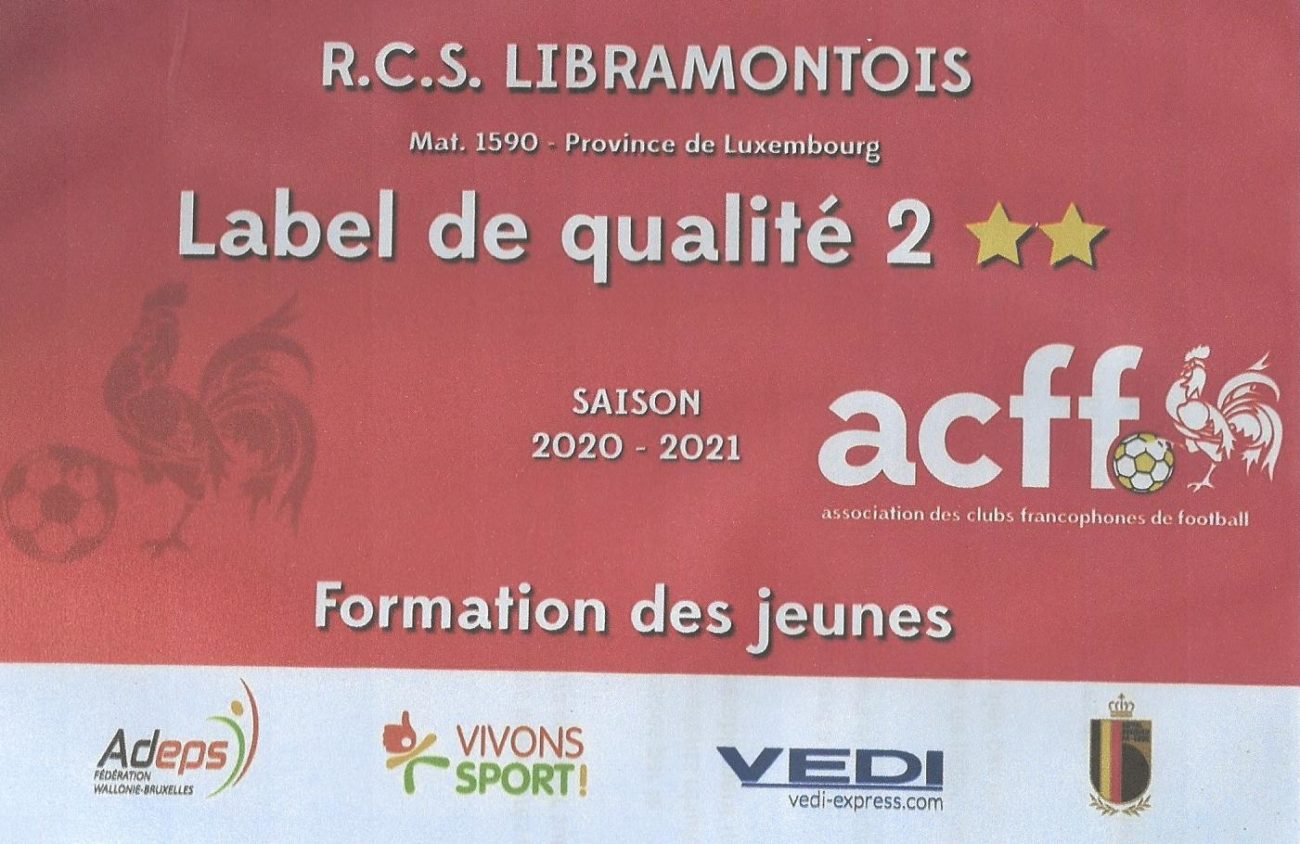 R.C.S. LIBRAMONTOIS
Mat. 1590 - Province de Luxembourg
Label de qualité 2
SAISON
2020 - 2021
acff
association des clubs francophones de football
Formation des jeunes
Adeps
FÉDÉRATION
WALLONIE-BRUXELLES
VIVONS
SPORT!
VEDI
vedi-express.com